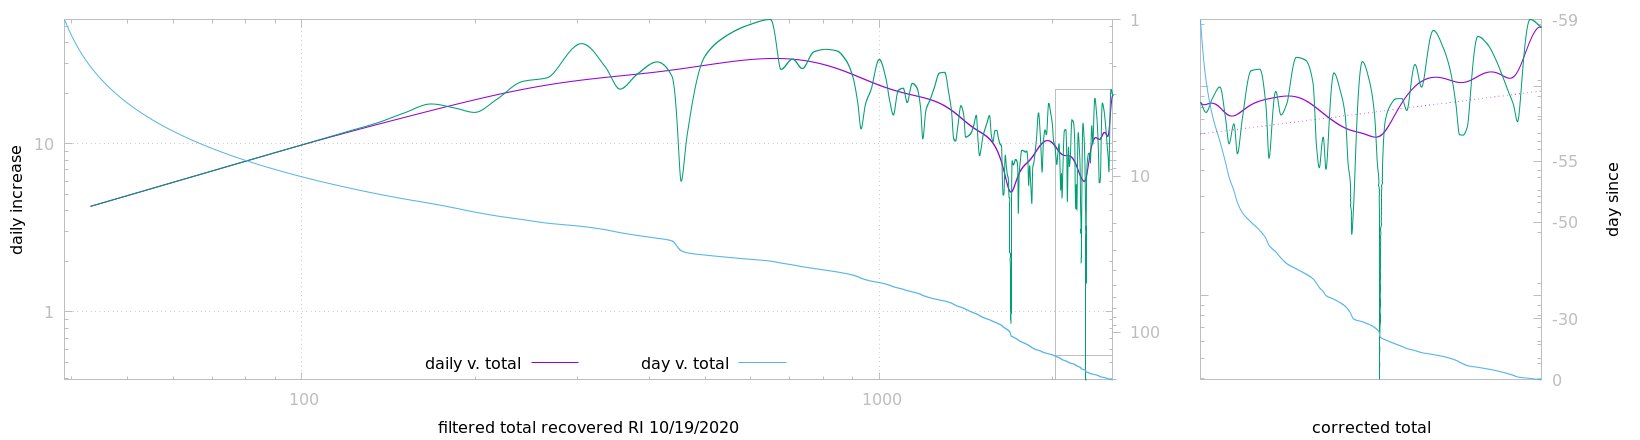 1
-59
10
-55
10
-50
daily increase
day since
1
100
-30
daily v. total
day v. total
0
100
1000
filtered total recovered RI 10/19/2020
corrected total